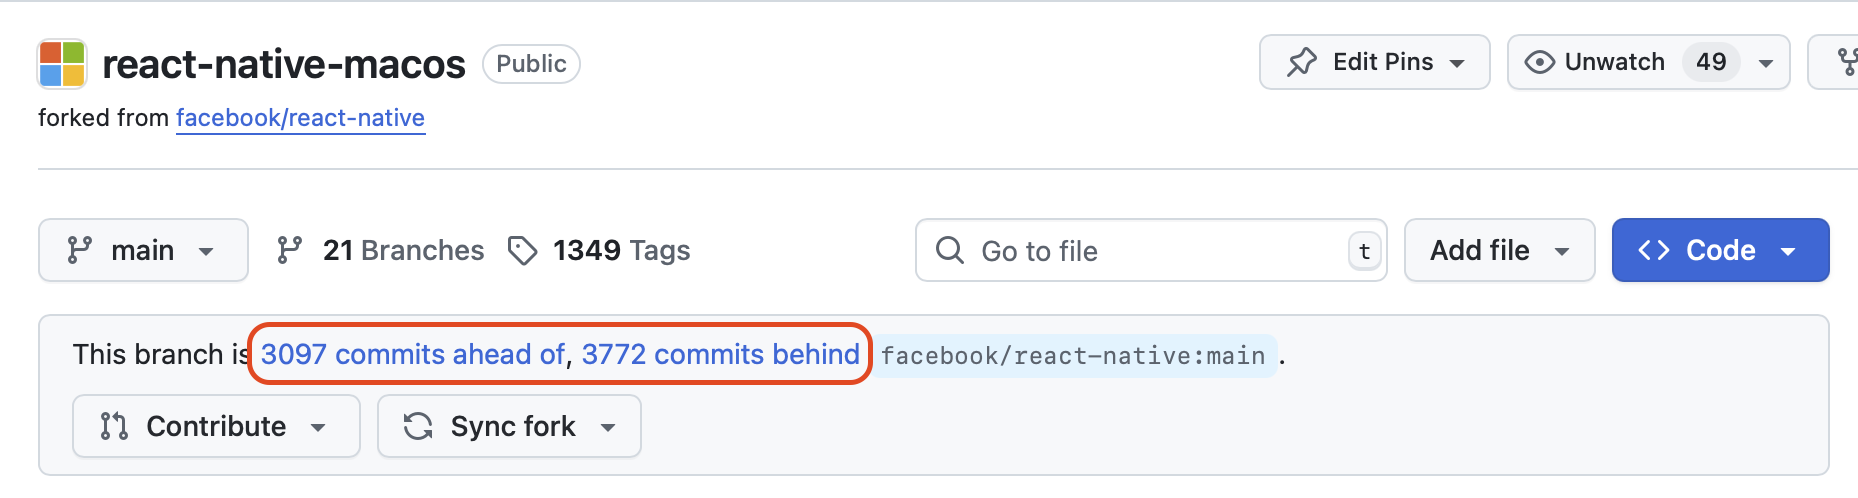 react-native-macos Public
Edit Pins
Unwatch 49
forked from facebook/react-native
main
21 Branches
1349 Tags
Go to file t
Add file
<> Code
This branch is 3097 commits ahead of, 3772 commits behind facebook/react-native:main .
Contribute
Sync fork